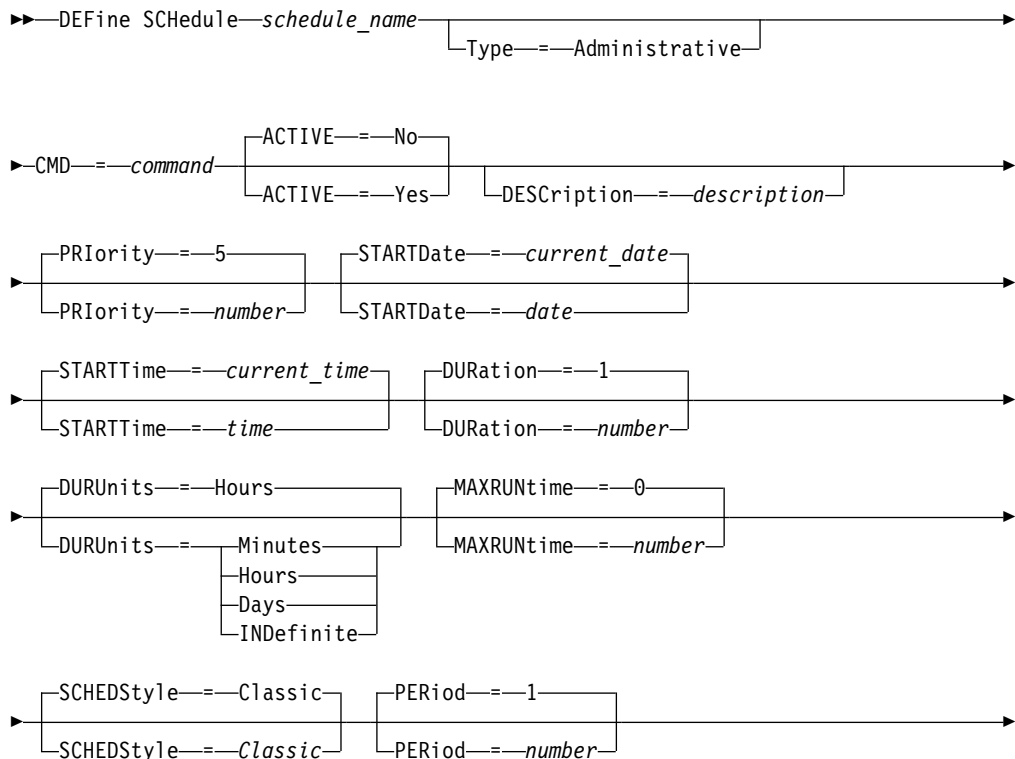 DEFine SCHedule schedule_name
Type = Administrative
CMD = command ACTIVE = No
ACTIVE = Yes DESCription = description
PRIority = 5 STARTDate = current_date
PRIority = number STARTDate = date
STARTTime = current_time DURation = 1
STARTTime = time DURation = number
DURUnits = Hours MAXRUNtime = 0
DURUnits = Minutes MAXRUNtime = number
Hours
Days
INDefinite
SCHEDStyle = Classic PERiod = 1
SCHEDStyle = Classic PERiod = number